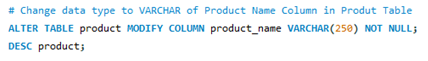 # Change data type to VARCHAR of Product Name Column in Produt Table
ALTER TABLE product MODIFY COLUMN product_name VARCHAR(250) NOT NULL;
DESC product;